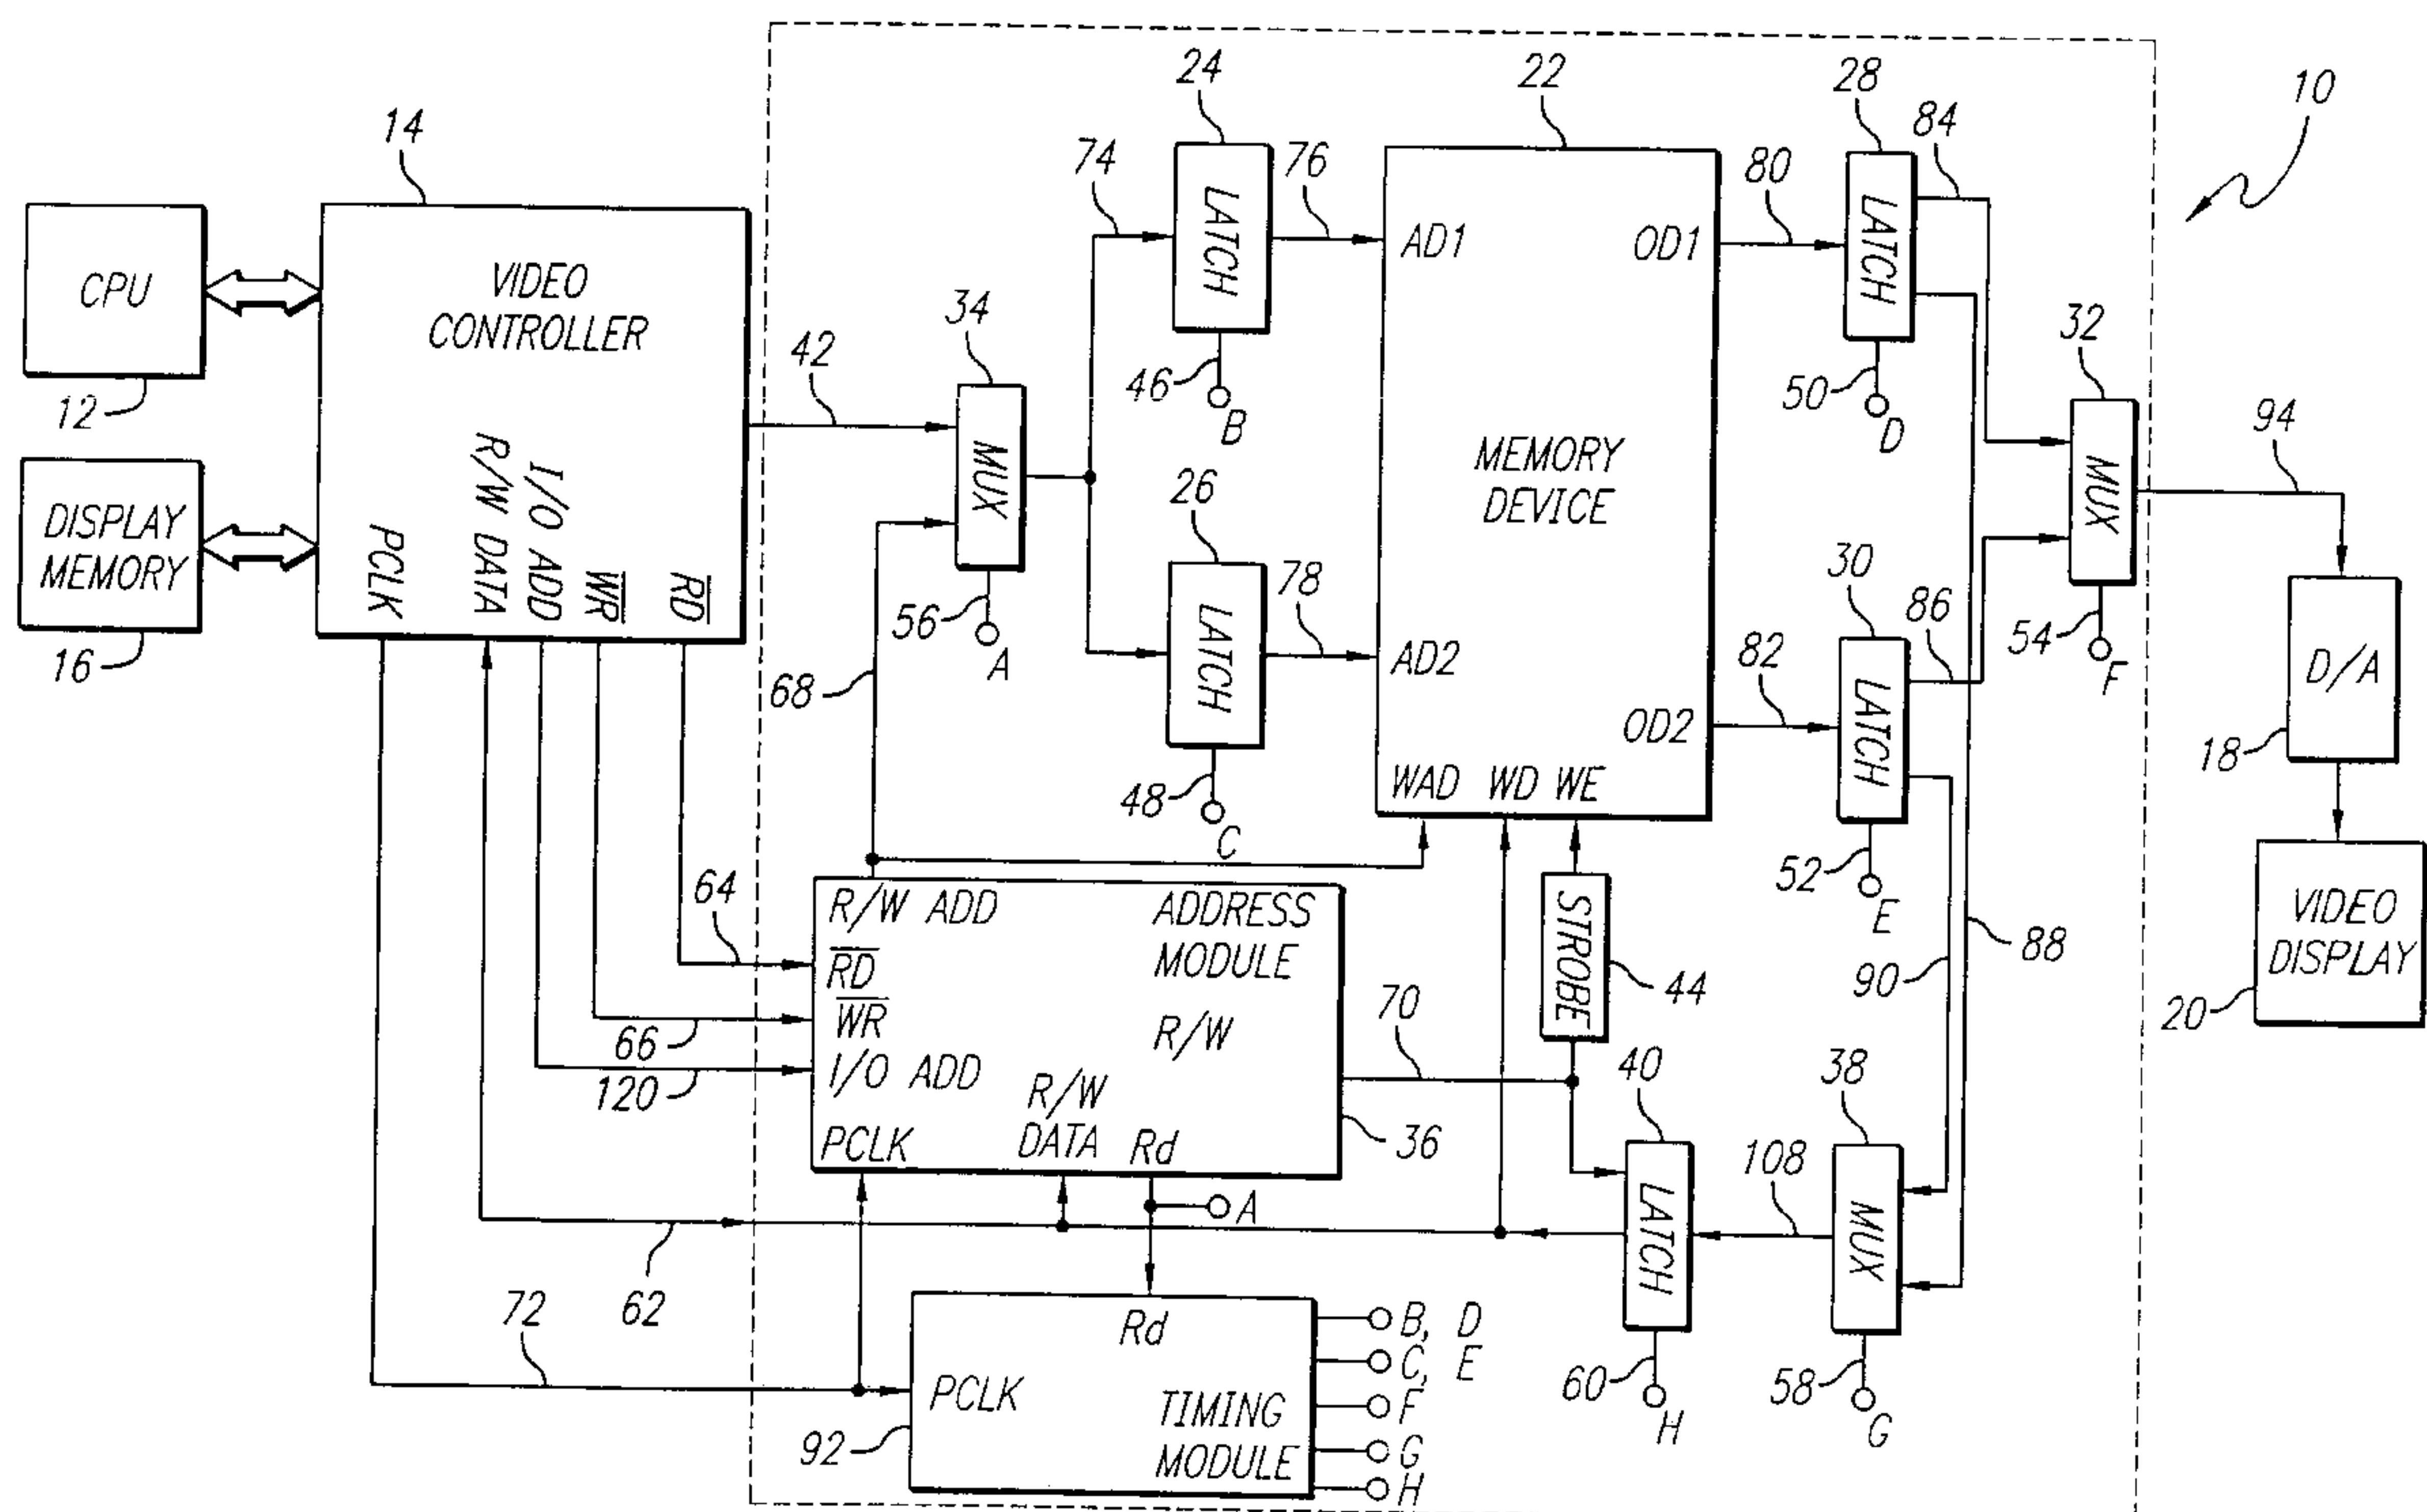 24
22
28
84
10
14
74
76
80
CPU
VIDEO
CONTROLLER
LATCH
AD1
OD1
LATCH
34
32
42
46
B
50
D
94
12
R/W DATA
I/O ADD
MUX
MEMORY
DEVICE
MUX
26
DISPLAY
MEMORY
PCLK
WR
RD
30
56
A
78
86
54
F
D/A
16
LATCH
AD2
82
LATCH
68
OD2
18
48
C
WAD WD WE
52
E
64
R/W ADD
ADDRESS
MODULE
STROBE
VIDEO
DISPLAY
RD
44
90
88
70
20
66
WR
R/W
120
I/O ADD
R/W
DATA
40
38
PCLK
Rd
36
108
A
LATCH
MUX
72
62
Rd
B, D
C, E
60
H
58
G
PCLK
F
92
TIMING
MODULE
G
H